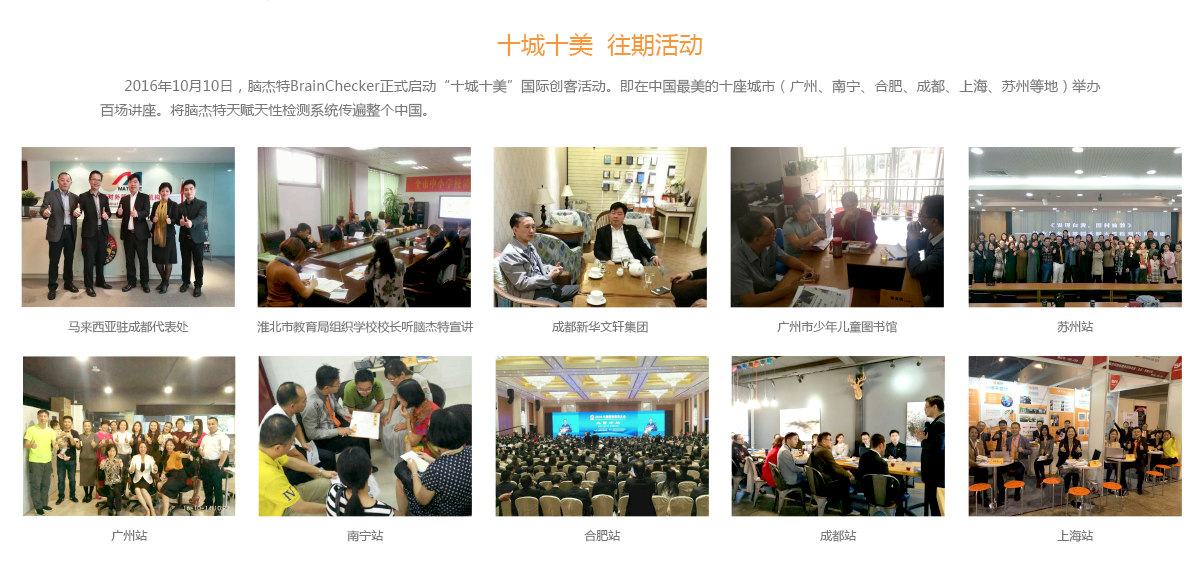 十城十美 往期活动
2016年10月10日，脑杰特BrainChecker正式启动“十城十美”国际创客活动。即在中国最美的十座城市（广州、南宁、合肥、成都、上海、苏州等地）举办
百场讲座。将脑杰特天赋天性检测系统传遍整个中国。
马来西亚驻成都代表处
淮北市教育局组织学校校长听脑杰特宣讲
成都新华文轩集团
广州市少年儿童图书馆
苏州站
广州站
南宁站
合肥站
成都站
上海站